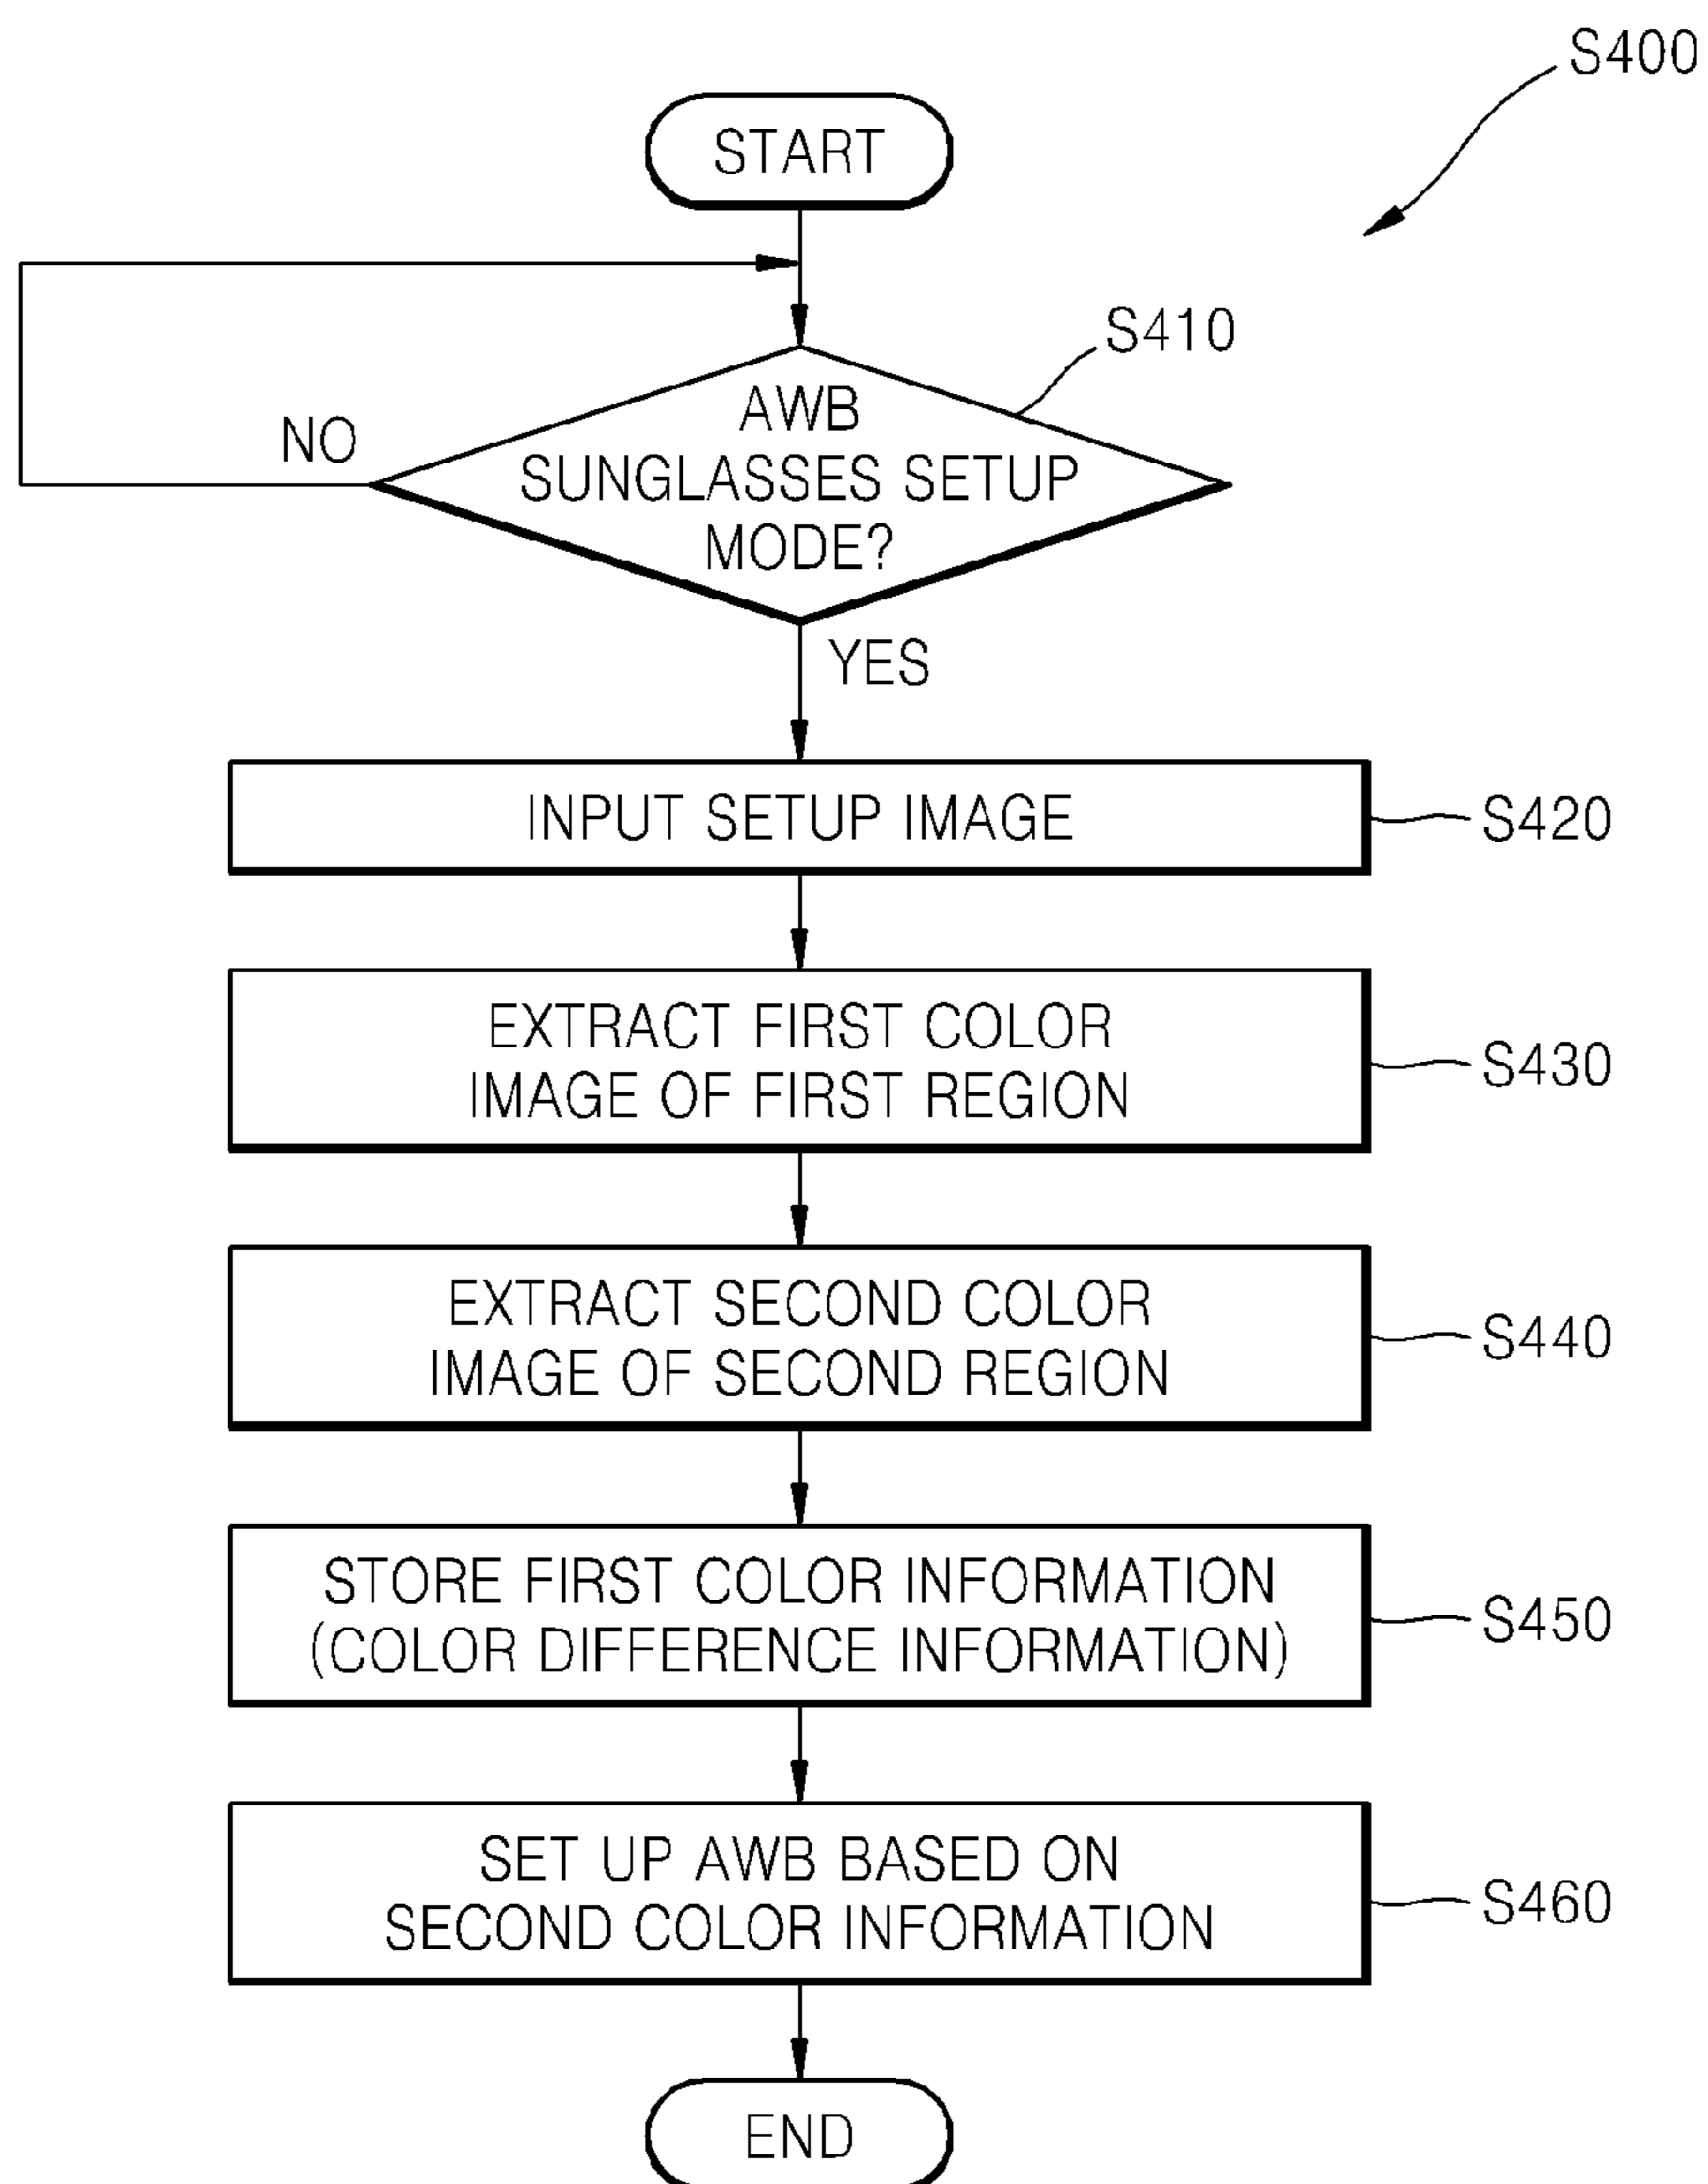 S400
START
S410
AWB
SUNGLASSES SETUP
MODE?
NO
YES
INPUT SETUP IMAGE
S420
EXTRACT FIRST COLOR
IMAGE OF FIRST REGION
S430
EXTRACT SECOND COLOR
IMAGE OF SECOND REGION
S440
STORE FIRST COLOR INFORMATION
(COLOR DIFFERENCE INFORMATION)
S450
SET UP AWB BASED ON
SECOND COLOR INFORMATION
S460
END